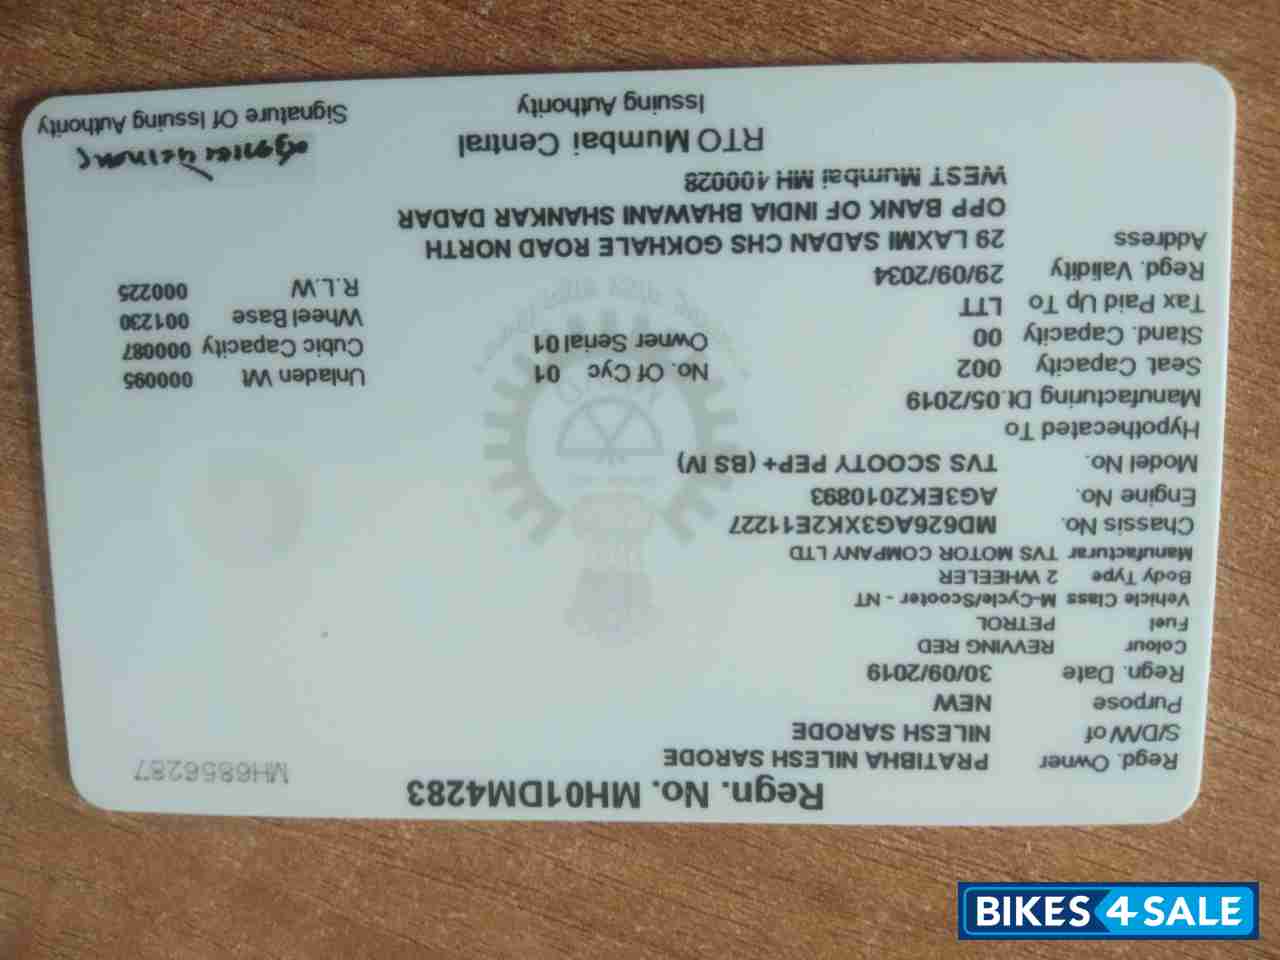 Regn. No. MH01DM4283
MH6856287
Regd. Owner PRATIBHA NILESH SARODE
S/D/W of NILESH SARODE
Purpose NEW
Regn. Date 30/09/2019
Colour REVVING RED
Fuel PETROL
Vehicle Class M-Cycle/Scooter - NT
Body Type 2 WHEELER
Manufacturar TVS MOTOR COMPANY LTD
Chassis No. MD626AG3XK2E11227
Engine No. AG3EK2010893
Model No. TVS SCOOTY PEP+ (BS IV)
Hypothecated To
Manufacturing Dt. 05/2019
Seat. Capacity 002 No. Of Cyc 01 Unladen Wt 000095
Stand. Capacity 00 Owner Serial 01 Cubic Capacity 000087
Tax Paid Up To LTT Wheel Base 001230
Regd. Validity 29/09/2034 R.L.W 000225
Address 29 LAXMI SADAN CHS GOKHALE ROAD NORTH
OPP BANK OF INDIA BHAWANI SHANKAR DADAR
WEST Mumbai MH 400028
RTO Mumbai Central
Issuing Authority Signature Of Issuing Authority
BIKES4SALE